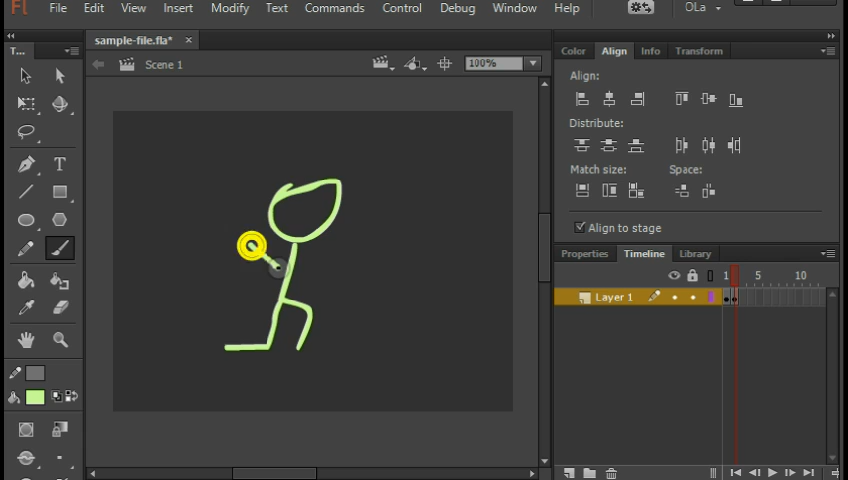 Fl File Edit View Insert Modify Text Commands Control Debug Window Help OLa
T... sample-file.fla* × Color Align Info Transform
Scene 1 100%
Align:
Distribute:
Match size: Space:
Align to stage
Properties Timeline Library
1 5 10
Layer 1
T